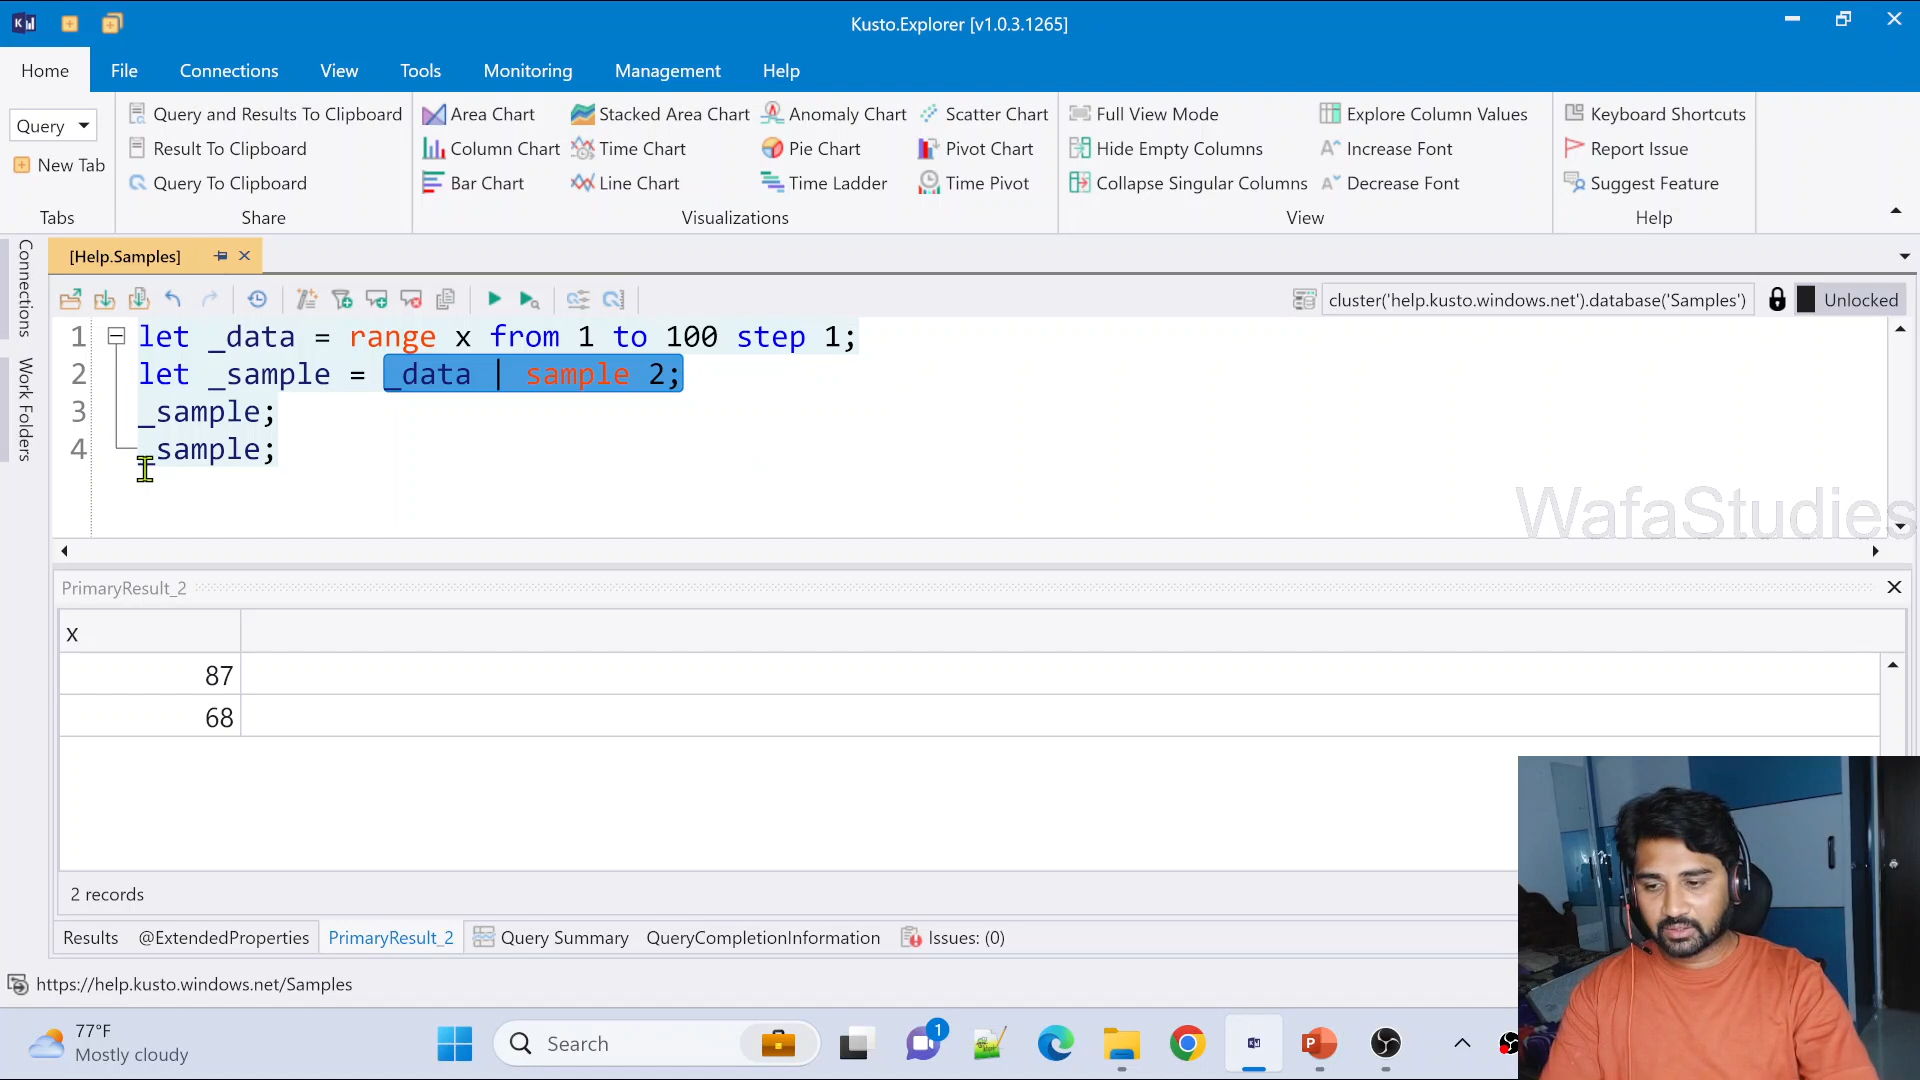 Kusto.Explorer [v1.0.3.1265]
Home File Connections View Tools Monitoring Management Help
Query
New Tab
Tabs
Query and Results To Clipboard
Result To Clipboard
Query To Clipboard
Share
Area Chart Stacked Area Chart Anomaly Chart Scatter Chart
Column Chart Time Chart Pie Chart Pivot Chart
Bar Chart Line Chart Time Ladder Time Pivot
Visualizations
Full View Mode Explore Column Values
Hide Empty Columns Increase Font
Collapse Singular Columns Decrease Font
View
Keyboard Shortcuts
Report Issue
Suggest Feature
Help
Connections
Work Folders
[Help.Samples]
cluster('help.kusto.windows.net').database('Samples') Unlocked
1 let _data = range x from 1 to 100 step 1;
2 let _sample = _data | sample 2;
3 _sample;
4 _sample;
WafaStudies
PrimaryResult_2
x
87
68
2 records
Results @ExtendedProperties PrimaryResult_2 Query Summary QueryCompletionInformation Issues: (0)
https://help.kusto.windows.net/Samples
77°F
Mostly cloudy
Search
1